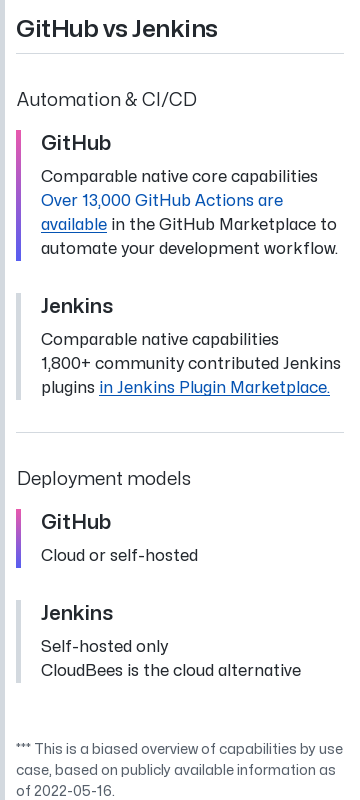 GitHub vs Jenkins
Automation & CI/CD
GitHub
Comparable native core capabilities
Over 13,000 GitHub Actions are
available in the GitHub Marketplace to
automate your development workflow.
Jenkins
Comparable native capabilities
1,800+ community contributed Jenkins
plugins in Jenkins Plugin Marketplace.
Deployment models
GitHub
Cloud or self-hosted
Jenkins
Self-hosted only
CloudBees is the cloud alternative
*** This is a biased overview of capabilities by use
case, based on publicly available information as
of 2022-05-16.